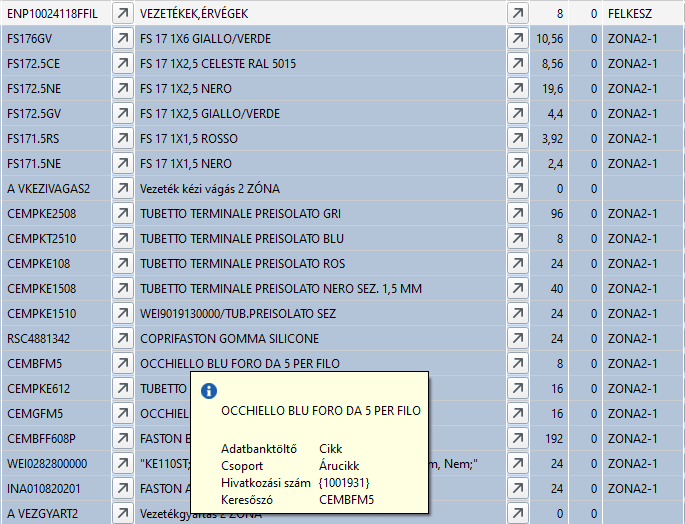 ENP10024118FFIL VEZETÉKEK,ÉRVÉGEK 8 0 FELKESZ
FS176GV FS 17 1X6 GIALLO/VERDE 10,56 0 ZONA2-1
FS172.5CE FS 17 1X2,5 CELESTE RAL 5015 8,56 0 ZONA2-1
FS172.5NE FS 17 1X2,5 NERO 19,6 0 ZONA2-1
FS172.5GV FS 17 1X2,5 GIALLO/VERDE 4,4 0 ZONA2-1
FS171.5RS FS 17 1X1,5 ROSSO 3,92 0 ZONA2-1
FS171.5NE FS 17 1X1,5 NERO 2,4 0 ZONA2-1
A VKEZIVAGAS2 Vezeték kézi vágás 2 ZÓNA 0 0
CEMPKE2508 TUBETTO TERMINALE PREISOLATO GRI 96 0 ZONA2-1
CEMPKT2510 TUBETTO TERMINALE PREISOLATO BLU 8 0 ZONA2-1
CEMPKE108 TUBETTO TERMINALE PREISOLATO ROS 24 0 ZONA2-1
CEMPKE1508 TUBETTO TERMINALE PREISOLATO NERO SEZ. 1,5 MM 40 0 ZONA2-1
CEMPKE1510 WEI9019130000/TUB.PREISOLATO SEZ 24 0 ZONA2-1
RSC4881342 COPRIFASTON GOMMA SILICONE 24 0 ZONA2-1
CEMBFM5 OCCHIELLO BLU FORO DA 5 PER FILO 8 0 ZONA2-1
CEMPKE612 TUBETTO 16 0 ZONA2-1
CEMGFM5 OCCHIEL 16 0 ZONA2-1
CEMBFF608P FASTON B 192 0 ZONA2-1
WEI0282800000 "KE110ST; m, Nem;" 24 0 ZONA2-1
INA010820201 FASTON A 24 0 ZONA2-1
A VEZGYART2 Vezetékgyártás 2 ZÓNA 0 0
OCCHIELLO BLU FORO DA 5 PER FILO
Adatbanktöltő Cikk
Csoport Árucikk
Hivatkozási szám {1001931}
Keresőszó CEMBFM5